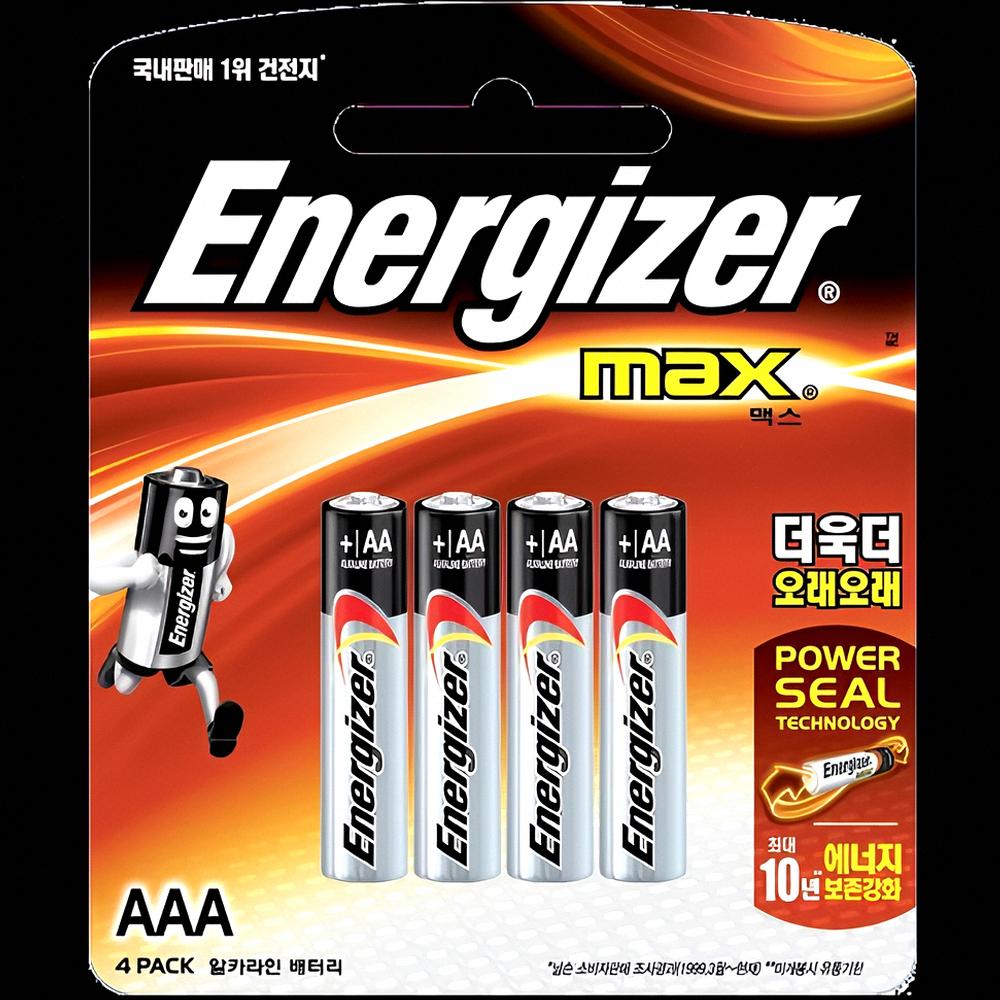 국내판매 1위 건전지*
Energizer®
max®
맥스
Energizer
+ AA
+ AA
+ AA
+ AA
Energizer®
Energizer®
Energizer®
Energizer®
더욱더
오래오래
POWER
SEAL
TECHNOLOGY
Energizer
최대
10년** 에너지
보존강화
AAA
4 PACK 알카라인 배터리